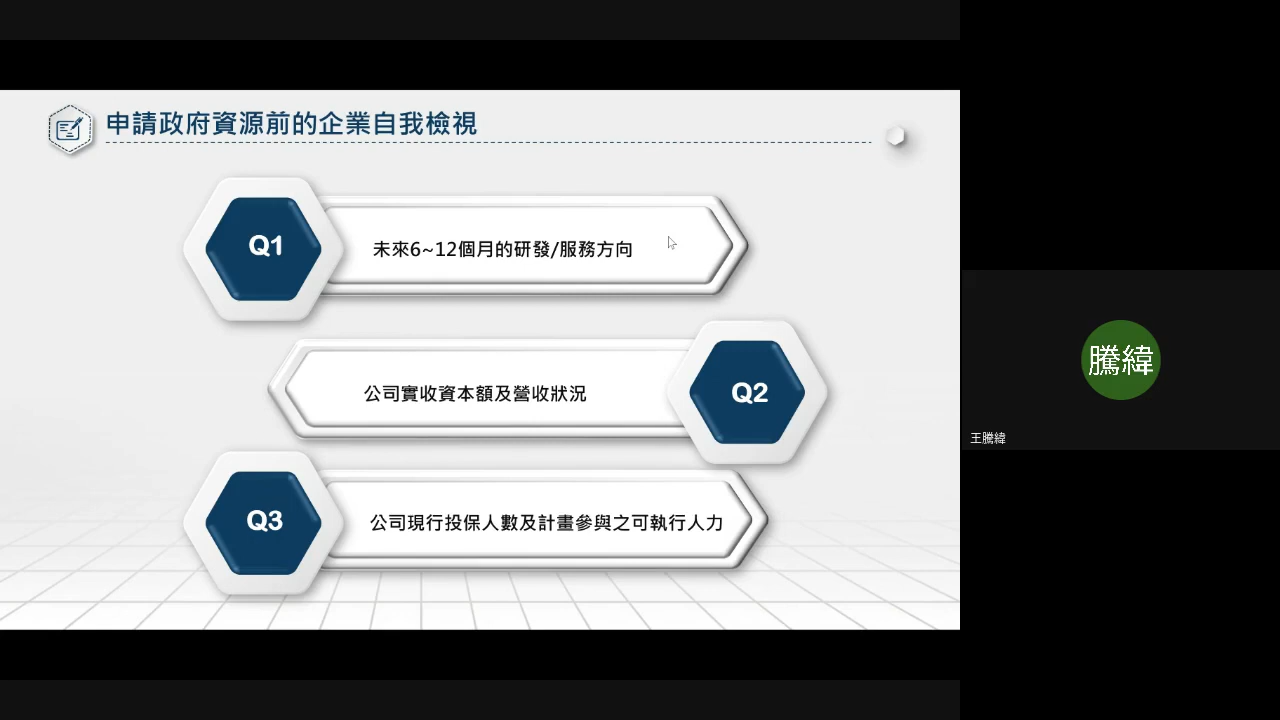 申請政府資源前的企業自我檢視
Q1
未來6~12個月的研發/服務方向
公司實收資本額及營收狀況
Q2
Q3
公司現行投保人數及計畫參與之可執行人力
騰緯
王騰緯